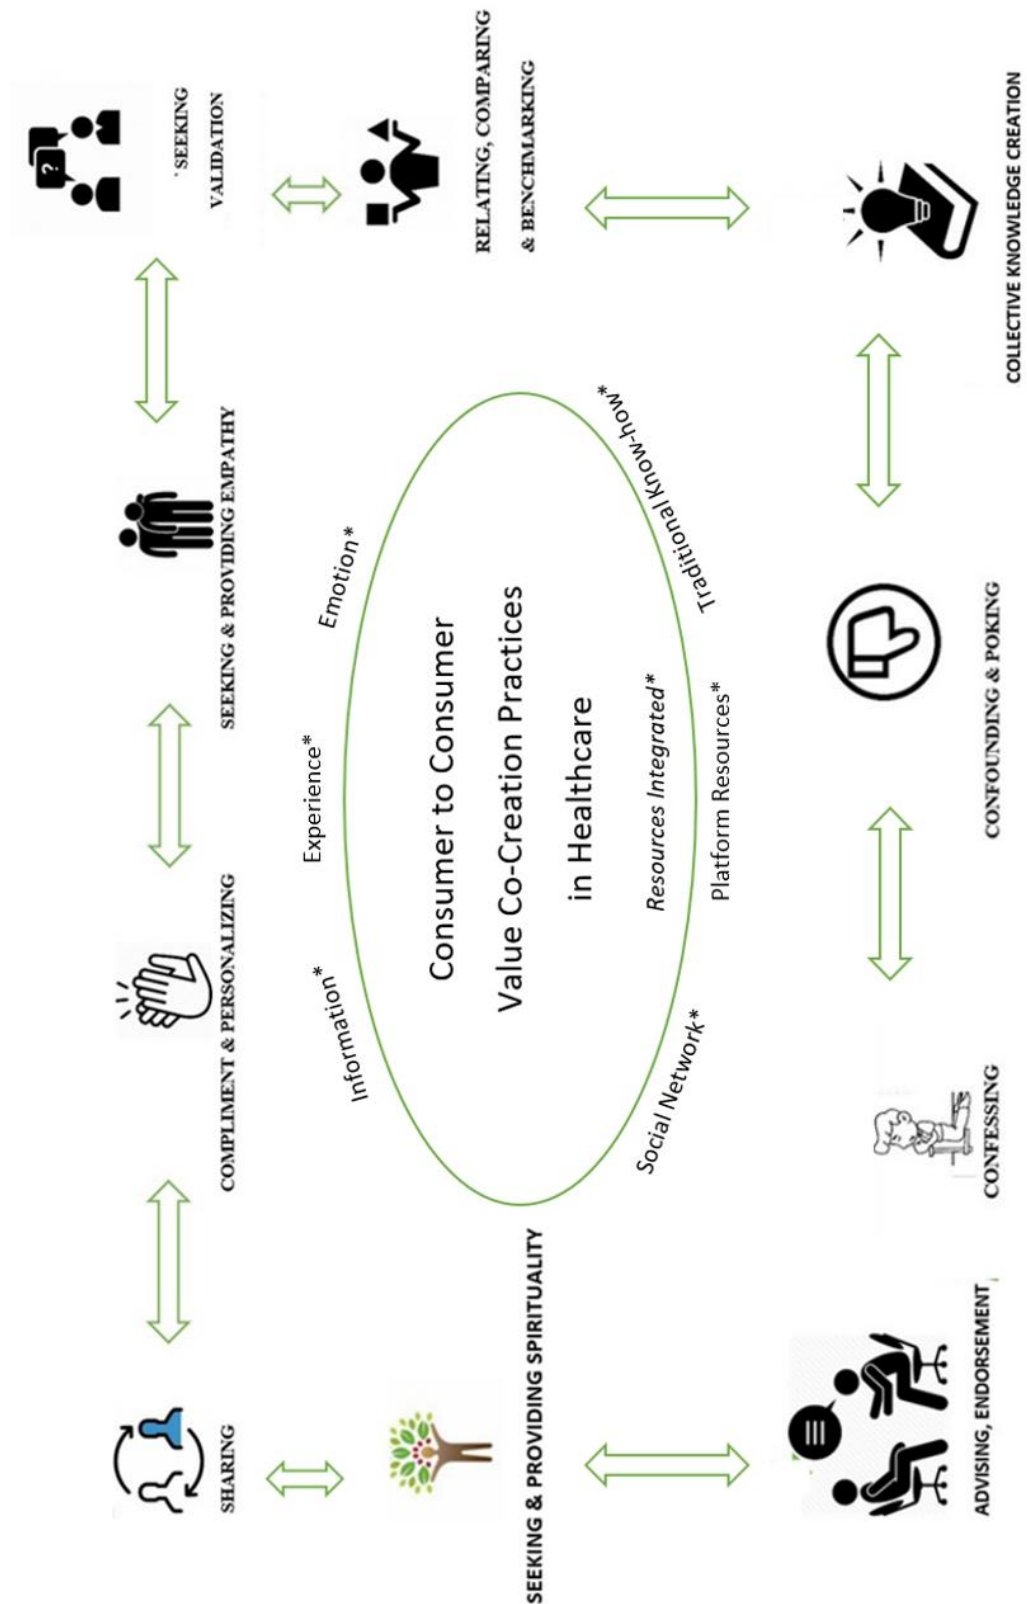 SHARING
COMPLIMENT & PERSONALIZING
SEEKING & PROVIDING EMPATHY
SEEKING
VALIDATION
?
Information*
Experience*
Emotion*
SEEKING & PROVIDING SPIRITUALITY
Consumer to Consumer
Value Co-Creation Practices
in Healthcare
Resources Integrated*
RELATING, COMPARING
& BENCHMARKING
Social Network*
Platform Resources*
Traditional Know-how*
ADVISING, ENDORSEMENT
CONFESSING
CONFOUNDING & POKING
COLLECTIVE KNOWLEDGE CREATION